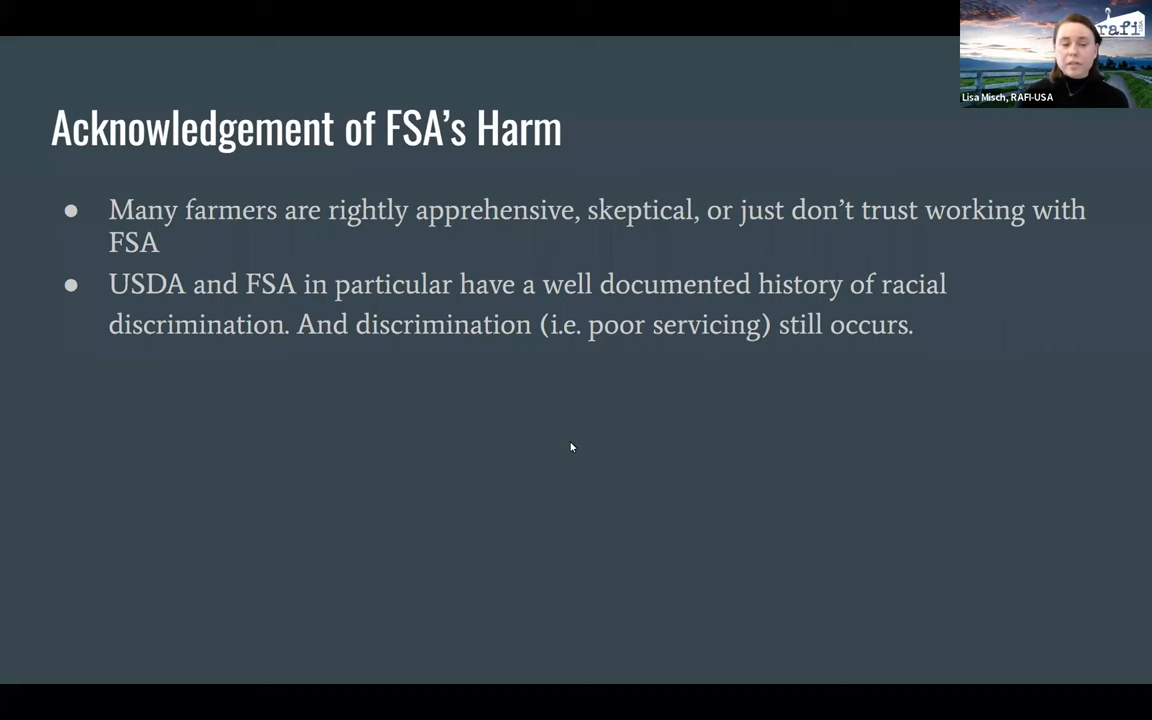 rafi
USA
Lisa Misch, RAFI-USA
Acknowledgement of FSA’s Harm
● Many farmers are rightly apprehensive, skeptical, or just don’t trust working with
FSA
● USDA and FSA in particular have a well documented history of racial
discrimination. And discrimination (i.e. poor servicing) still occurs.